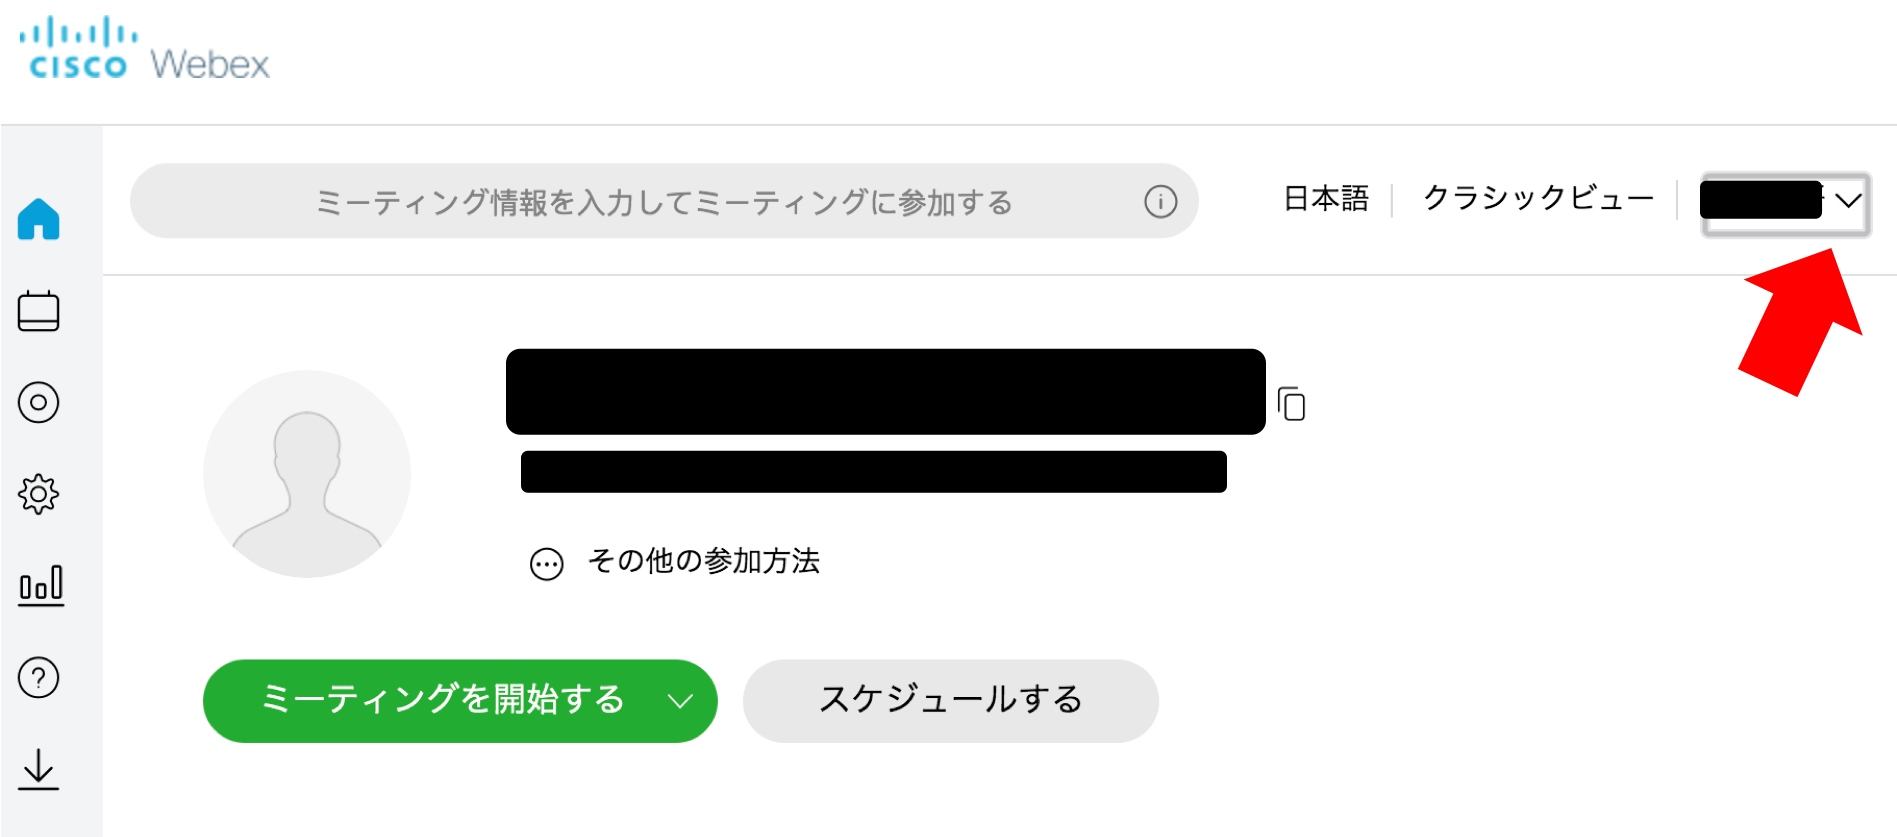 CISCO Webex
ミーティング情報を入力してミーティングに参加する
日本語
クラシックビュー
その他の参加方法
ミーティングを開始する
スケジュールする